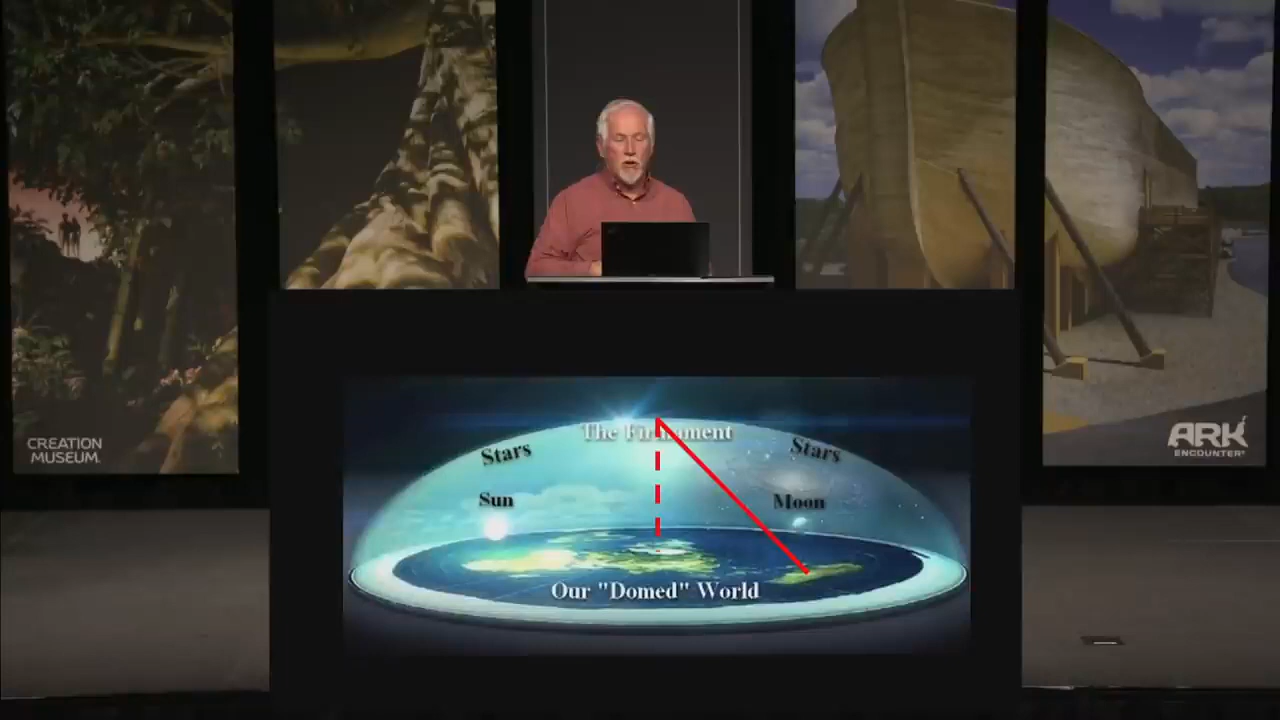 CREATION
MUSEUM
ARK
ENCOUNTER
The Firmament
Stars
Stars
Sun
Moon
Our "Domed" World